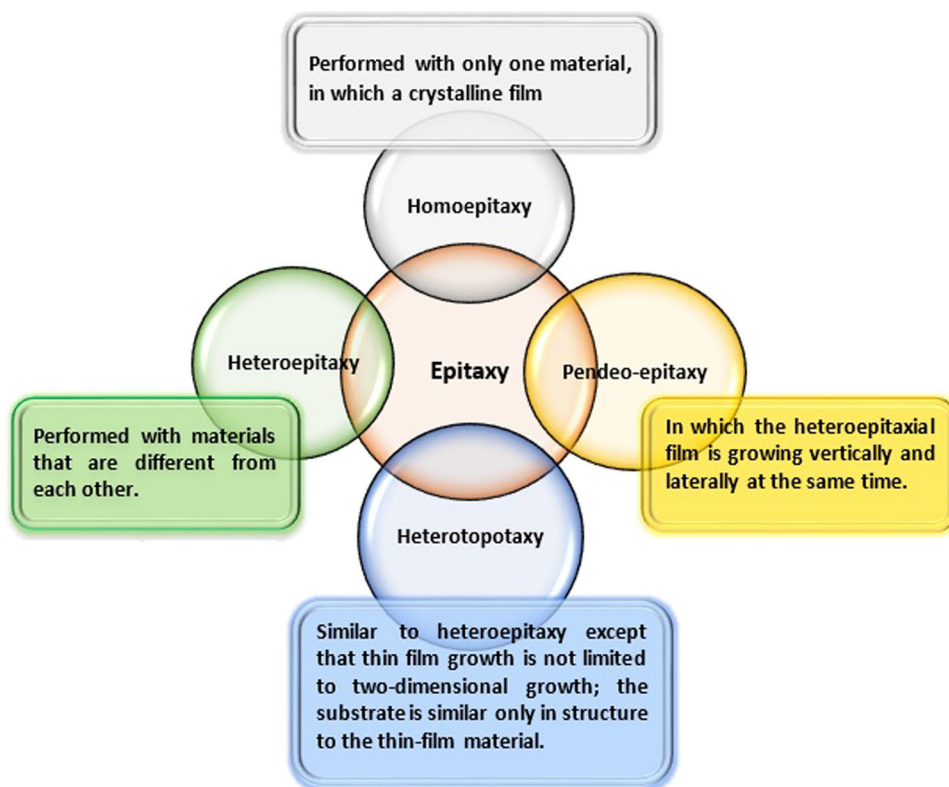 Performed with only one material,
in which a crystalline film
Homoepitaxy
Heteroepitaxy
Epitaxy
Pendeo-epitaxy
Performed with materials
that are different from
each other.
In which the heteroepitaxial
film is growing vertically and
laterally at the same time.
Heterotopotaxy
Similar to heteroepitaxy except
that thin film growth is not limited
to two-dimensional growth; the
substrate is similar only in structure
to the thin-film material.